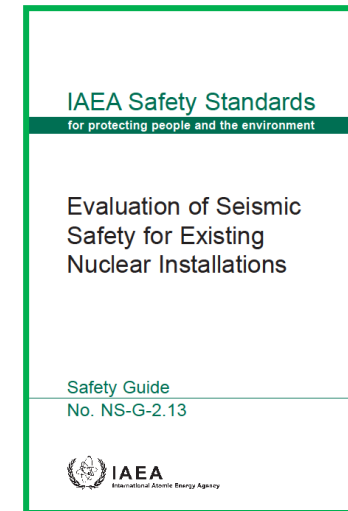 IAEA Safety Standards
for protecting people and the environment
Evaluation of Seismic
Safety for Existing
Nuclear Installations
Safety Guide
No. NS-G-2.13
IAEA
International Atomic Energy Agency